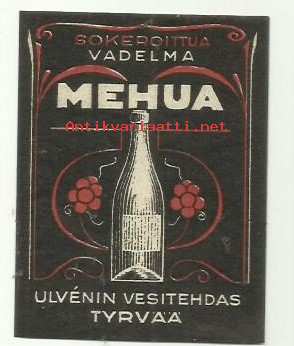 SOKEROITTUA
VADELMA
MEHUA
Antikvariaatti.net
ULVÉNIN VESITEHDAS
TYRVÄÄ